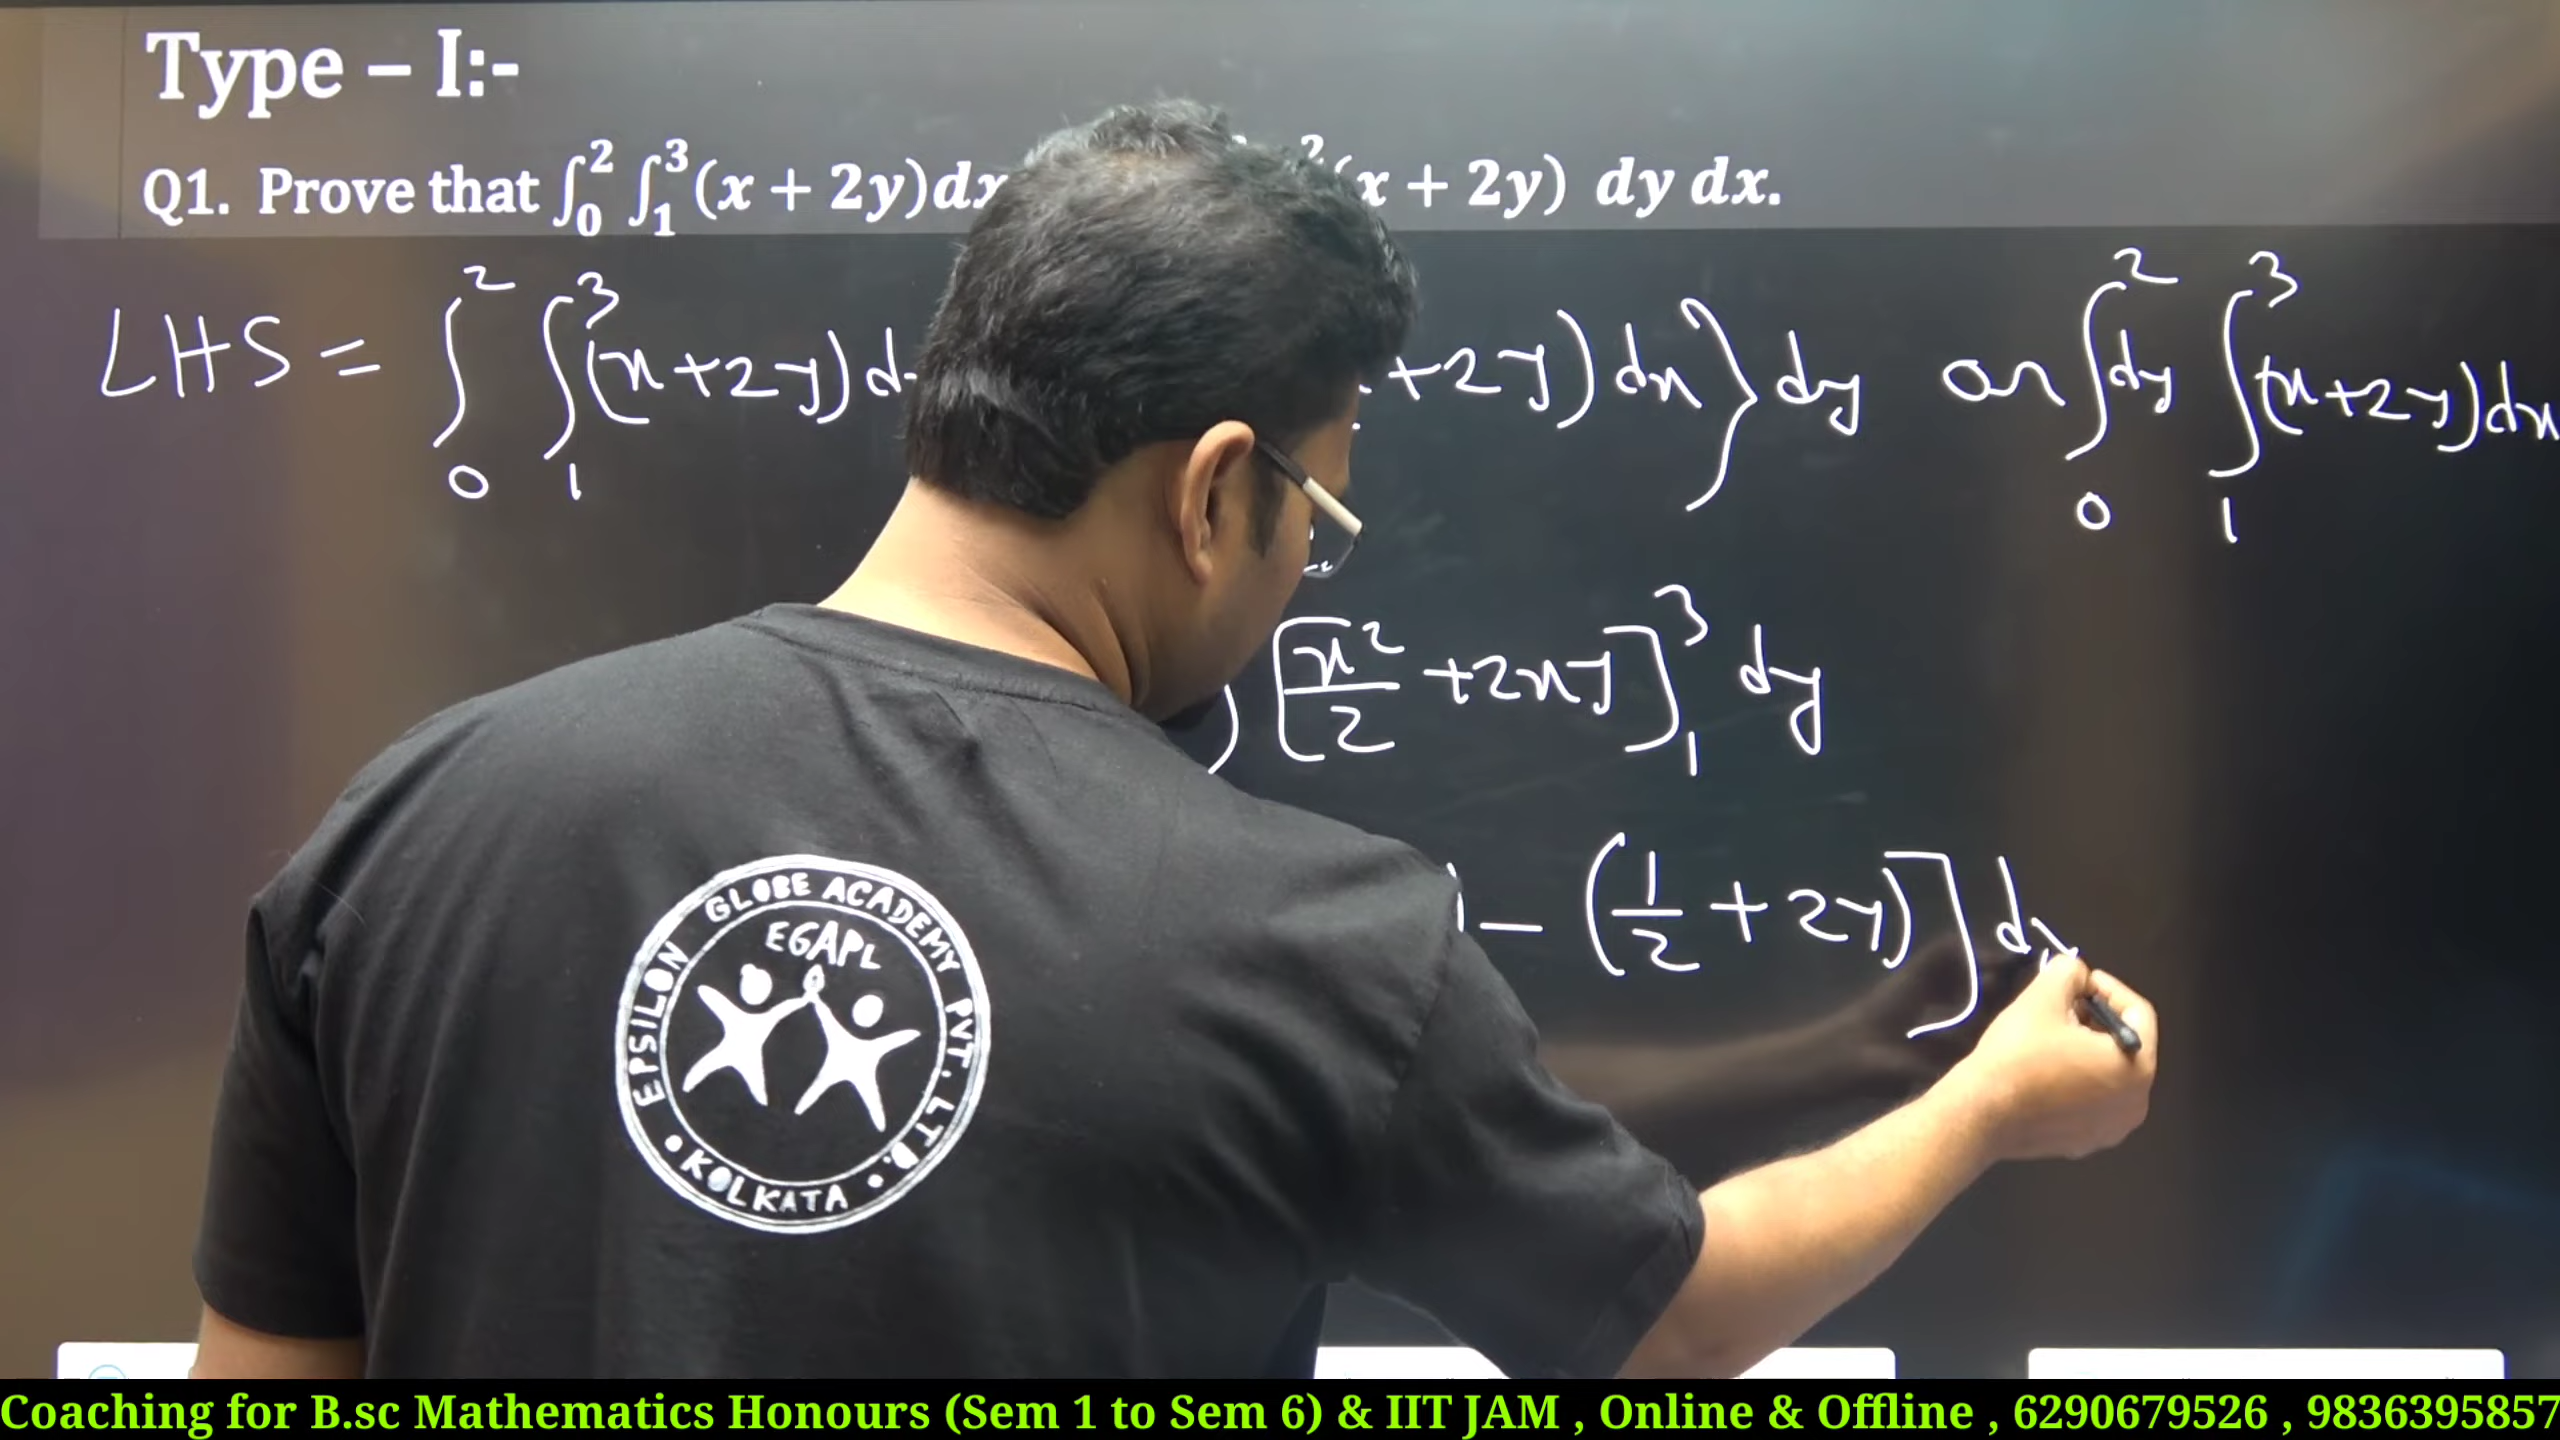 Type – I:-
Q1. Prove that ∫₀² ∫₁³(x + 2y)dx ²(x + 2y) dy dx.
LHS = ∫₀² ∫₁³ (x+2y)d +2y)dx}dy or ∫₀² dy ∫₁³ (x+2y)dx
[x²/2 +2xy]₁³ dy
− (1/2 + 2y)] dy
EPSILON GLOBE ACADEMY PVT. LTD.
EGAPL
• KOLKATA •
Coaching for B.sc Mathematics Honours (Sem 1 to Sem 6) & IIT JAM , Online & Offline , 6290679526 , 9836395857